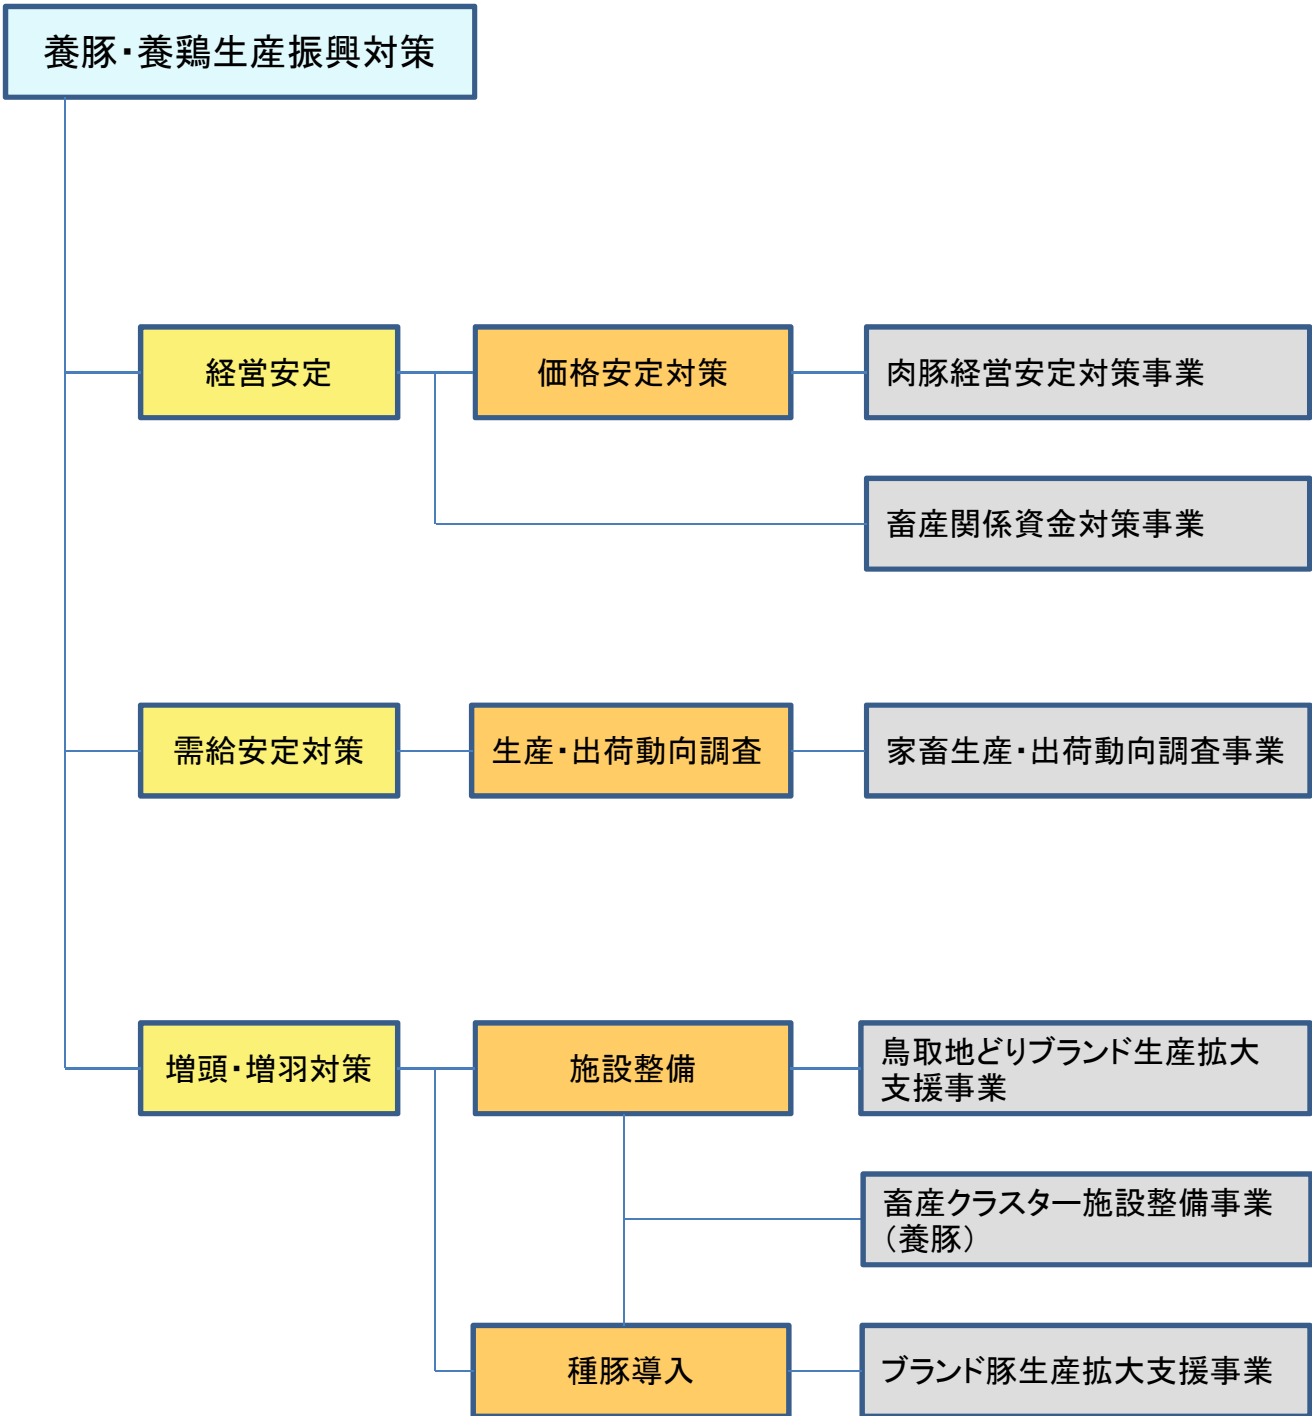 養豚・養鶏生産振興対策
経営安定
価格安定対策
肉豚経営安定対策事業
畜産関係資金対策事業
需給安定対策
生産・出荷動向調査
家畜生産・出荷動向調査事業
増頭・増羽対策
施設整備
鳥取地どりブランド生産拡大
支援事業
畜産クラスター施設整備事業
（養豚）
種豚導入
ブランド豚生産拡大支援事業